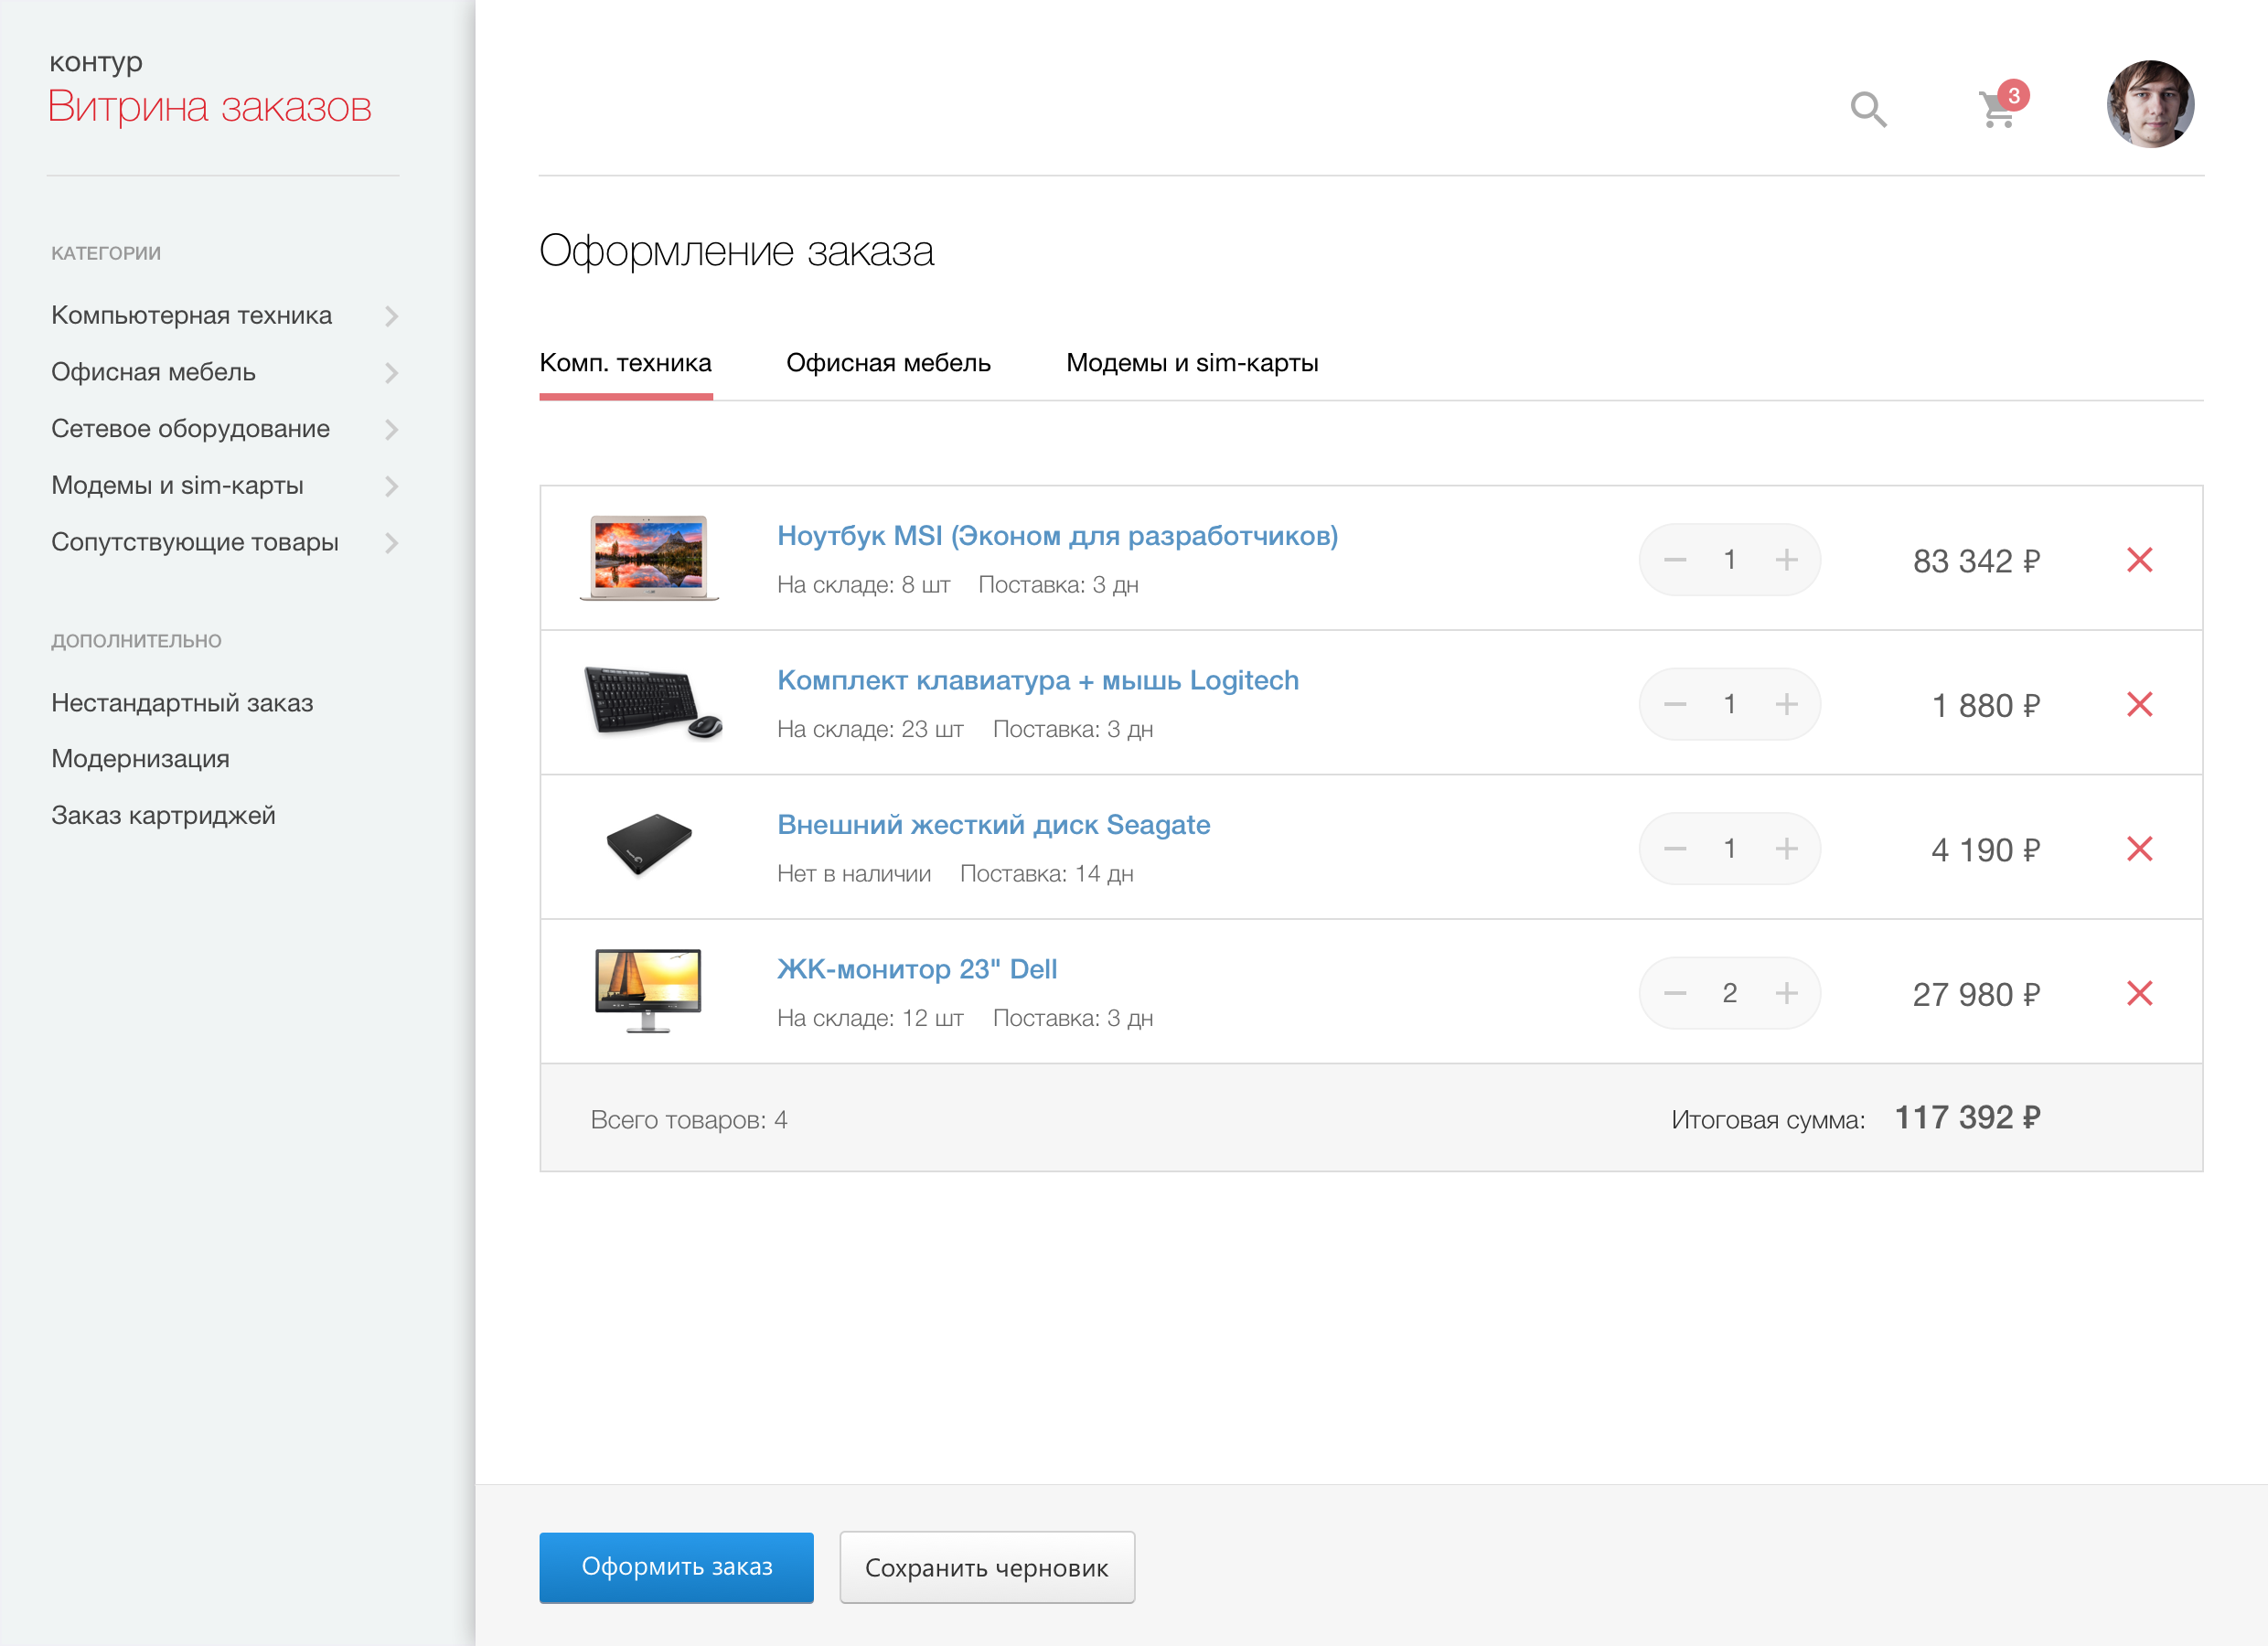 контур
Витрина заказов
3
КАТЕГОРИИ
Компьютерная техника
Офисная мебель
Сетевое оборудование
Модемы и sim-карты
Сопутствующие товары
ДОПОЛНИТЕЛЬНО
Нестандартный заказ
Модернизация
Заказ картриджей
Оформление заказа
Комп. техника Офисная мебель Модемы и sim-карты
Ноутбук MSI (Эконом для разработчиков)
На складе: 8 шт Поставка: 3 дн
1 83 342 ₽
Комплект клавиатура + мышь Logitech
На складе: 23 шт Поставка: 3 дн
1 1 880 ₽
Внешний жесткий диск Seagate
Нет в наличии Поставка: 14 дн
1 4 190 ₽
ЖК-монитор 23" Dell
На складе: 12 шт Поставка: 3 дн
2 27 980 ₽
Всего товаров: 4 Итоговая сумма: 117 392 ₽
Оформить заказ Сохранить черновик